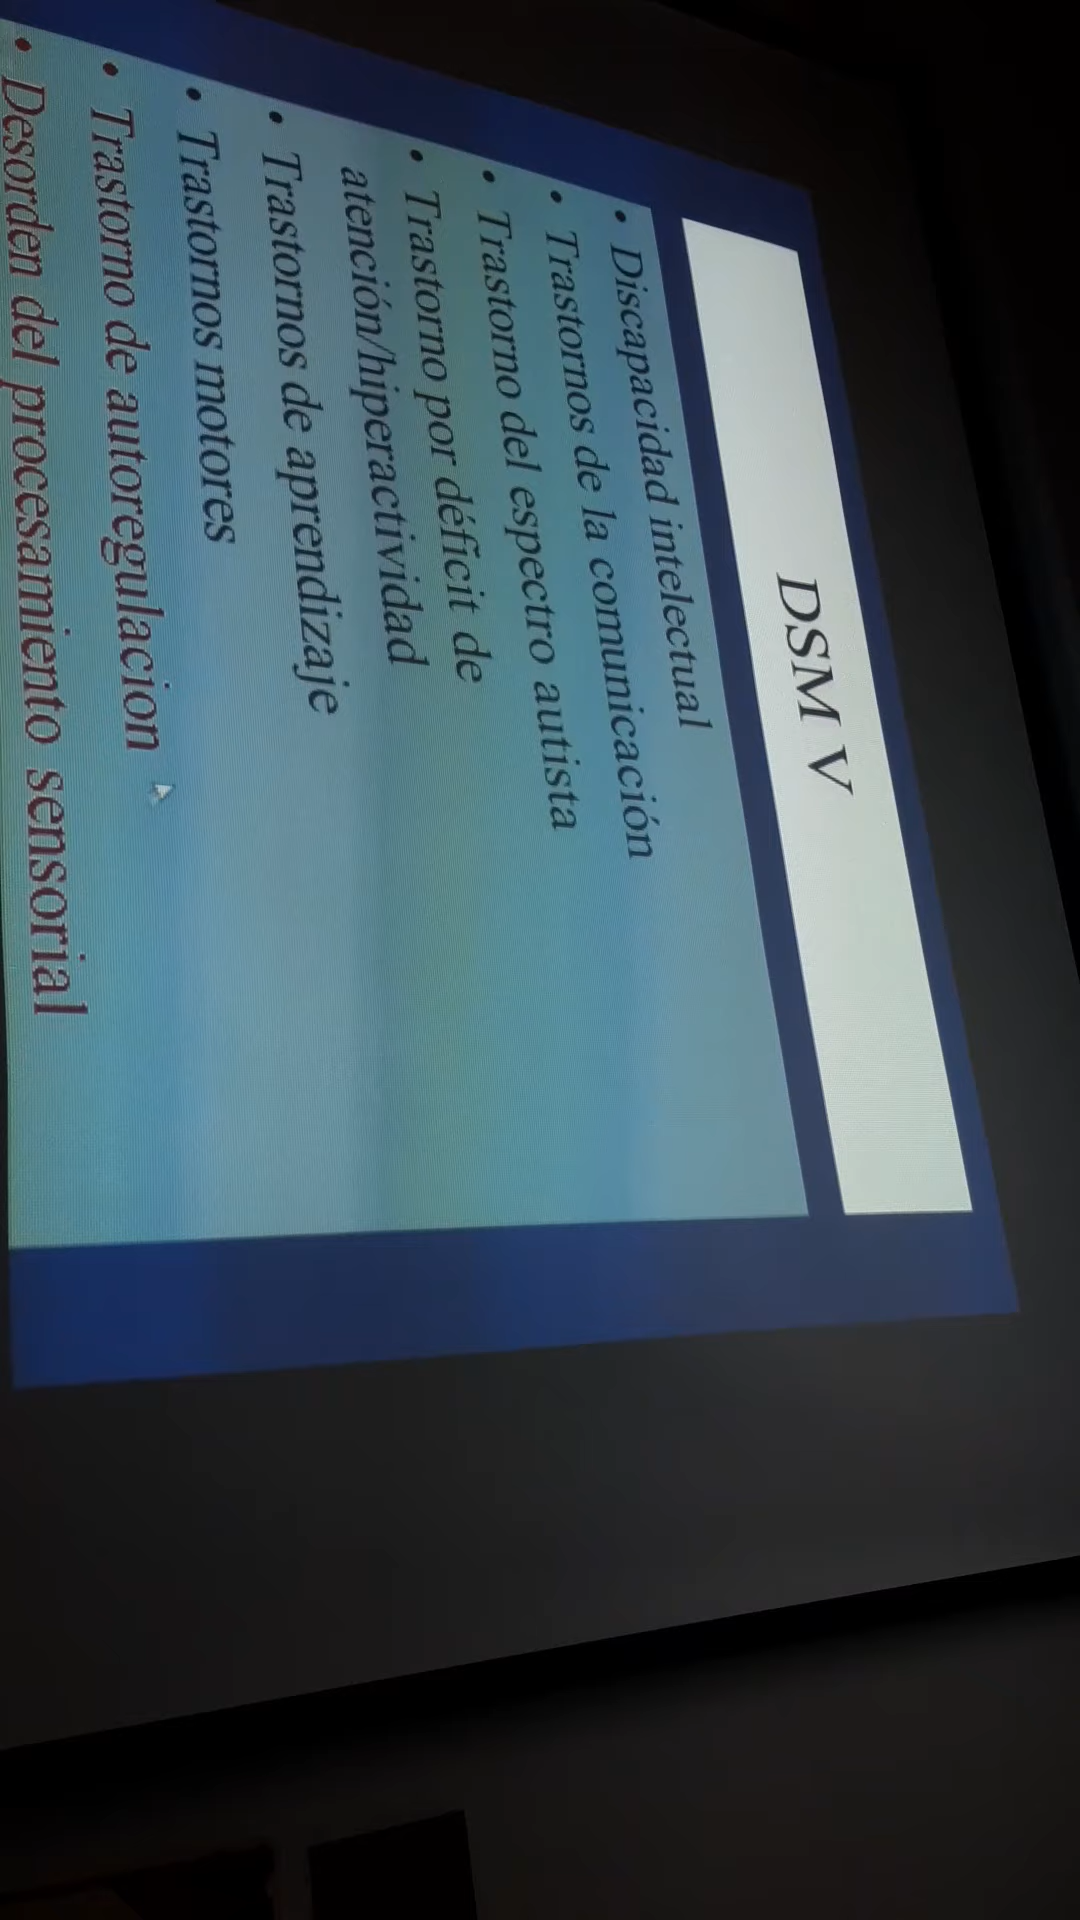 DSM V
• Discapacidad intelectual
• Trastornos de la comunicación
• Trastorno del espectro autista
• Trastorno por déficit de
atención/hiperactividad
• Trastornos de aprendizaje
• Trastornos motores
• Trastorno de autoregulacion
• Desorden del procesamiento sensorial